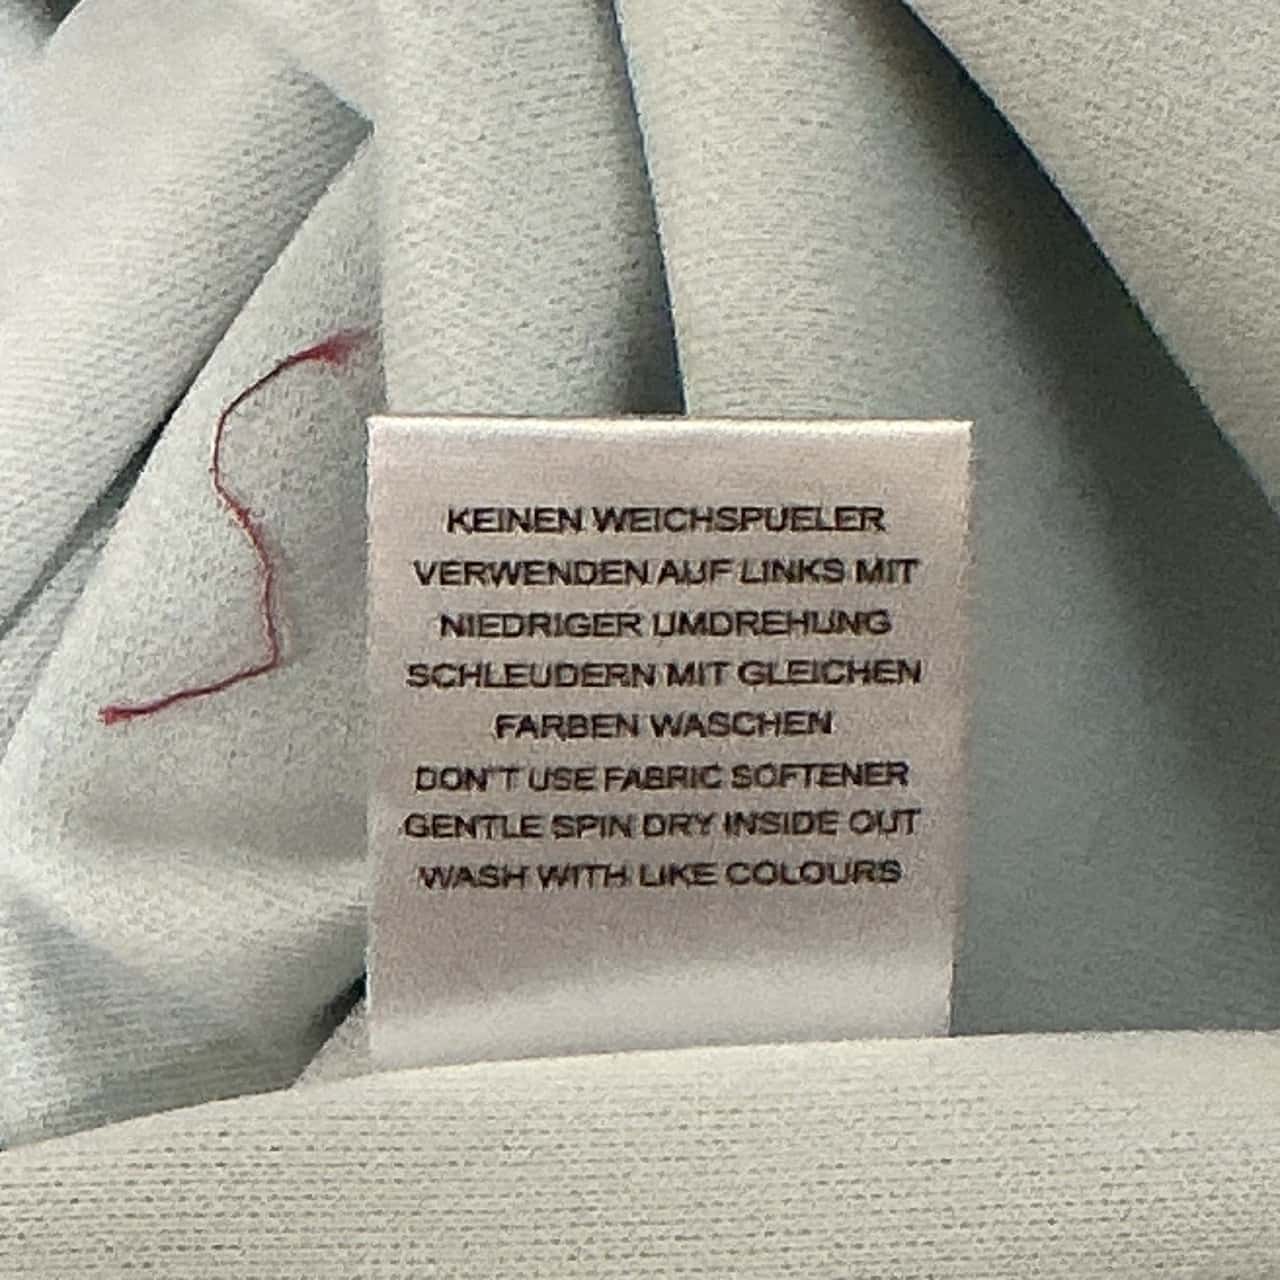 KEINEN WEICHSPUELER
VERWENDEN AUF LINKS MIT
NIEDRIGER UMDREHUNG
SCHLEUDERN MIT GLEICHEN
FARBEN WASCHEN
DON'T USE FABRIC SOFTENER
GENTLE SPIN DRY INSIDE OUT
WASH WITH LIKE COLOURS